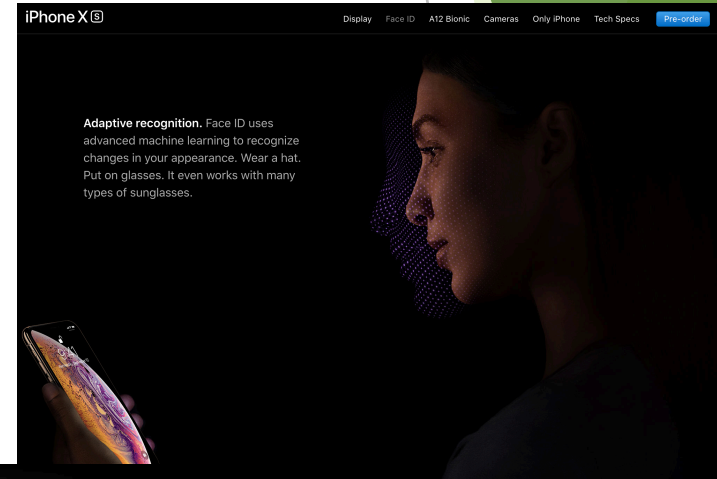 iPhone XS
Display Face ID A12 Bionic Cameras Only iPhone Tech Specs Pre-order
Adaptive recognition. Face ID uses
advanced machine learning to recognize
changes in your appearance. Wear a hat.
Put on glasses. It even works with many
types of sunglasses.